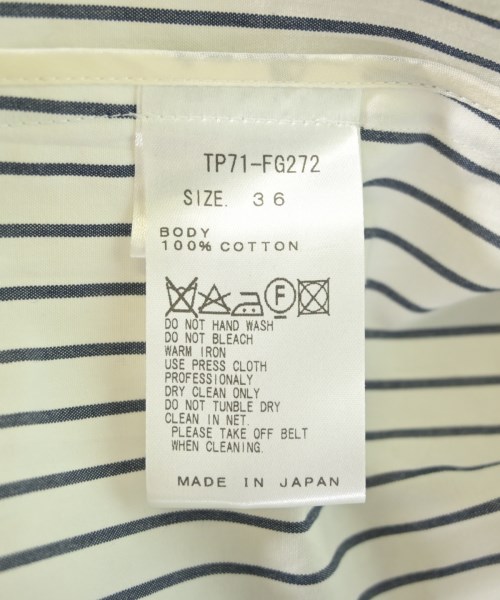 TP71-FG272
SIZE. 36
BODY
100% COTTON
F
DO NOT HAND WASH
DO NOT BLEACH
WARM IRON
USE PRESS CLOTH
PROFESSIONALY
DRY CLEAN ONLY
DO NOT TUNBLE DRY
CLEAN IN NET.
PLEASE TAKE OFF BELT
WHEN CLEANING.
MADE IN JAPAN